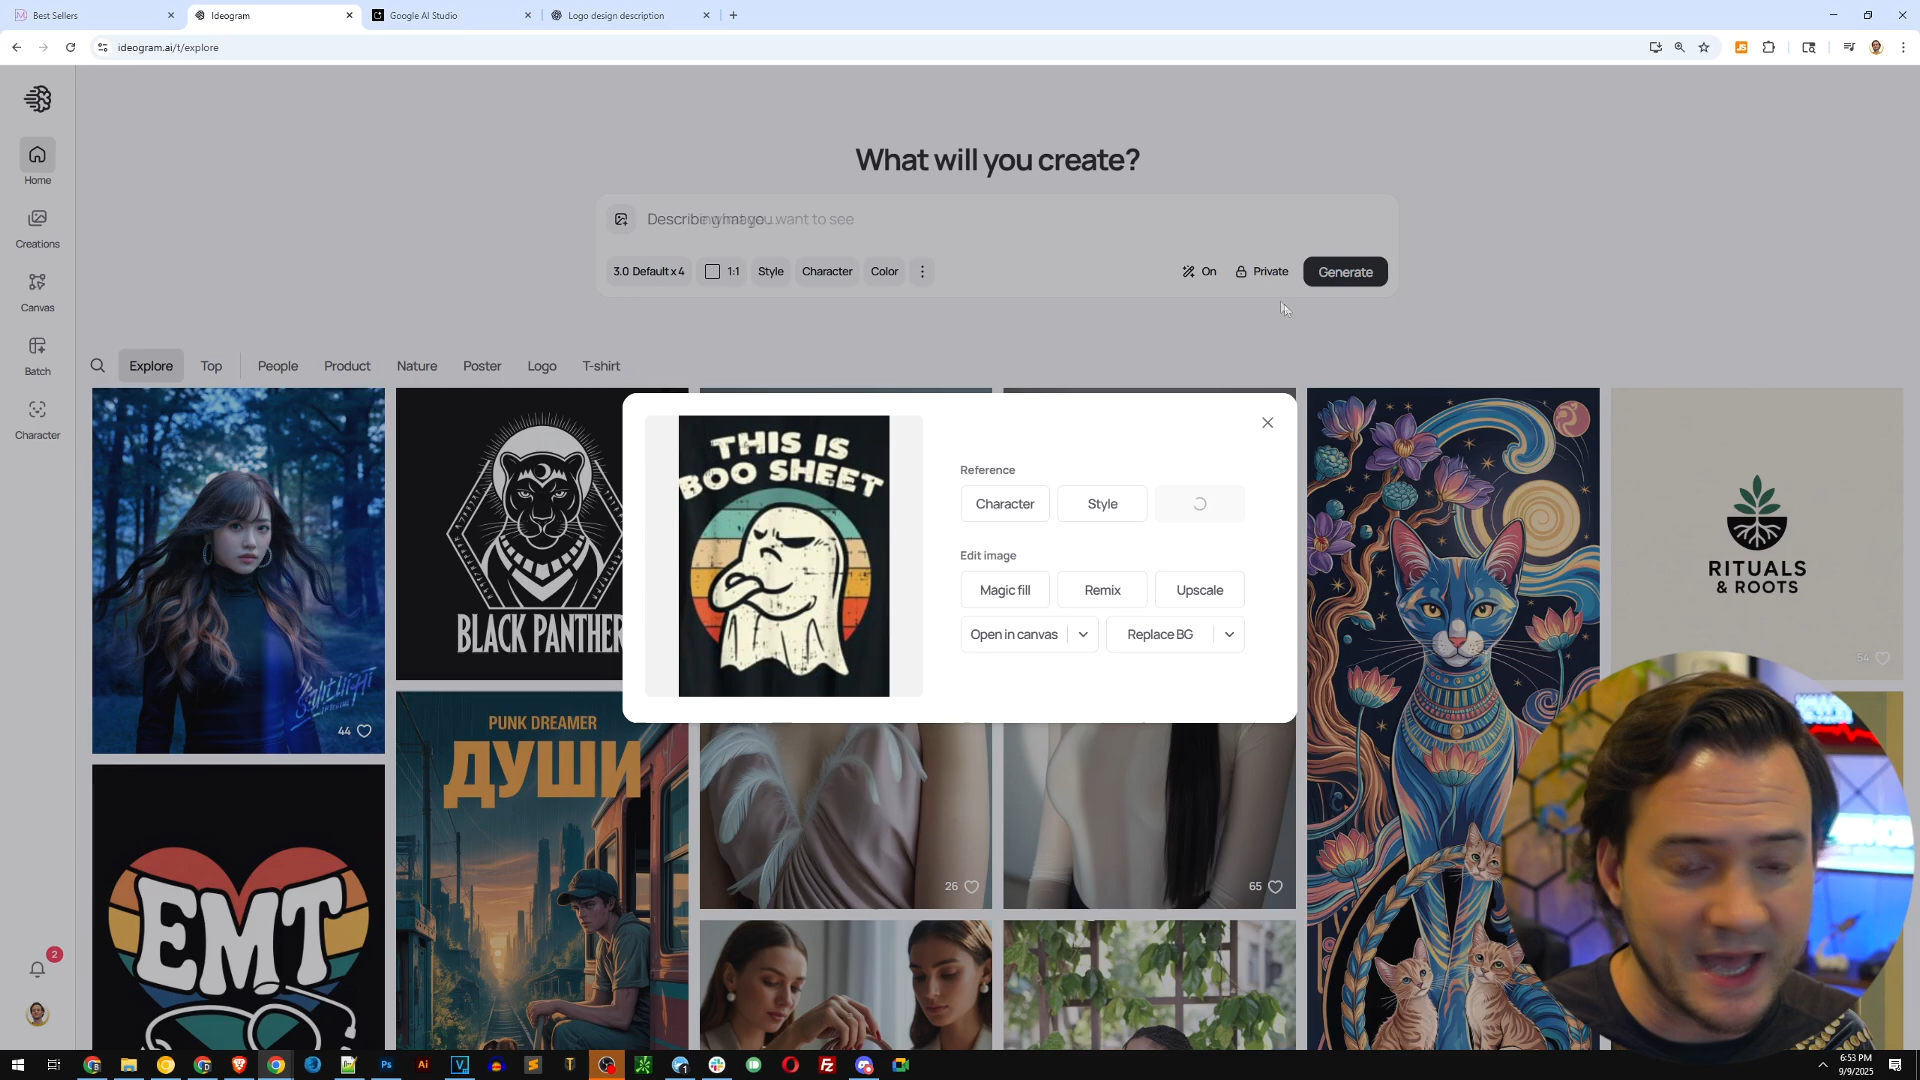 Best Sellers
Ideogram
Google AI Studio
Logo design description
ideogram.ai/t/explore
Home
Creations
Canvas
Batch
Character
2
What will you create?
3.0 Default x 4
1:1
Style
Character
Color
On
Private
Generate
Explore
Top
People
Product
Nature
Poster
Logo
T-shirt
THIS IS
BOO SHEET
Reference
Character
Style
Edit image
Magic fill
Remix
Upscale
Open in canvas
Replace BG
44
BLACK PANTHER
PUNK DREAMER
ДУШИ
EMT
26
65
RITUALS
& ROOTS
54
6:53 PM
9/9/2025